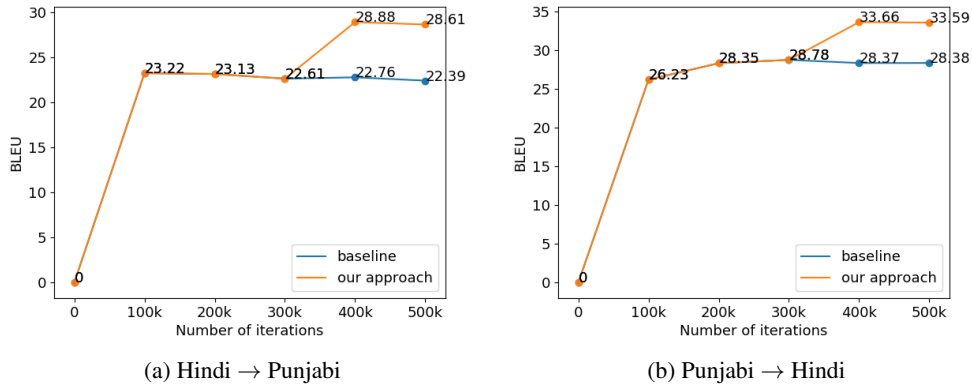 30
25
20
15
10
5
0
BLEU
0
23.22
23.13
22.61
28.88
28.61
22.76
22.39
baseline
our approach
0 100k 200k 300k 400k 500k
Number of iterations
(a) Hindi → Punjabi
35
30
25
20
15
10
5
0
BLEU
0
26.23
28.35
28.78
33.66
33.59
28.37
28.38
baseline
our approach
0 100k 200k 300k 400k 500k
Number of iterations
(b) Punjabi → Hindi